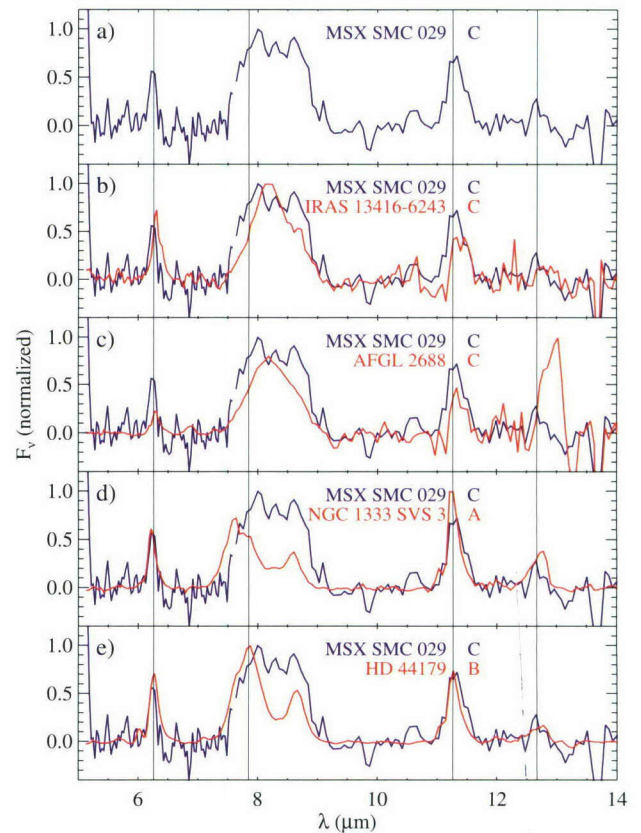 a)
MSX SMC 029 C
1.0
0.5
0.0
b)
MSX SMC 029 C
IRAS 13416-6243 C
1.0
0.5
0.0
c)
MSX SMC 029 C
AFGL 2688 C
1.0
0.5
0.0
d)
MSX SMC 029 C
NGC 1333 SVS 3 A
1.0
0.5
0.0
e)
MSX SMC 029 C
HD 44179 B
1.0
0.5
0.0
Fν (normalized)
6 8 10 12 14
λ (μm)